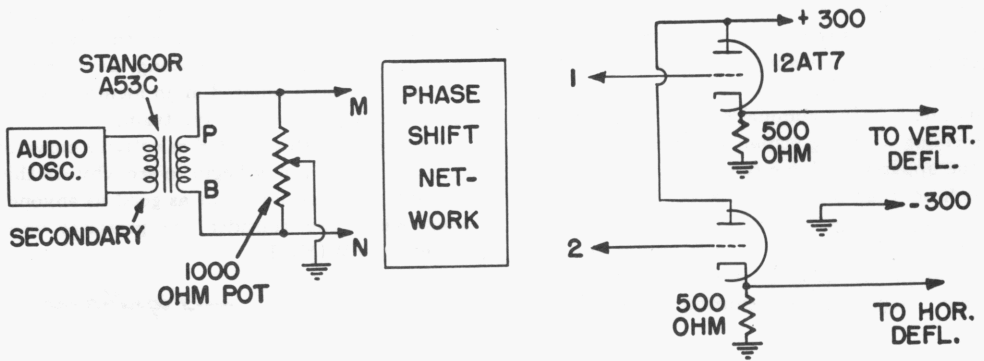 STANCOR
A53C
P
B
AUDIO
OSC.
SECONDARY
1000
OHM POT
M
N
PHASE
SHIFT
NET-
WORK
+ 300
1
12AT7
500
OHM
TO VERT.
DEFL.
- 300
2
500
OHM
TO HOR.
DEFL.